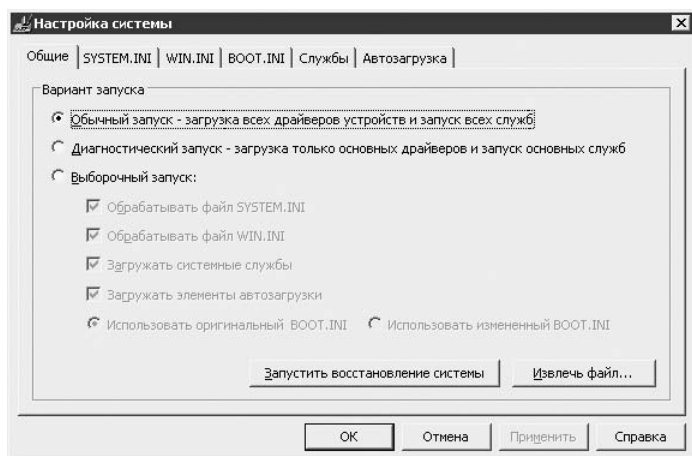 Настройка системы
Общие SYSTEM.INI WIN.INI BOOT.INI Службы Автозагрузка
Вариант запуска
Обычный запуск - загрузка всех драйверов устройств и запуск всех служб
Диагностический запуск - загрузка только основных драйверов и запуск основных служб
Выборочный запуск:
Обрабатывать файл SYSTEM.INI
Обрабатывать файл WIN.INI
Загружать системные службы
Загружать элементы автозагрузки
Использовать оригинальный BOOT.INI Использовать измененный BOOT.INI
Запустить восстановление системы Извлечь файл...
ОК Отмена Применить Справка